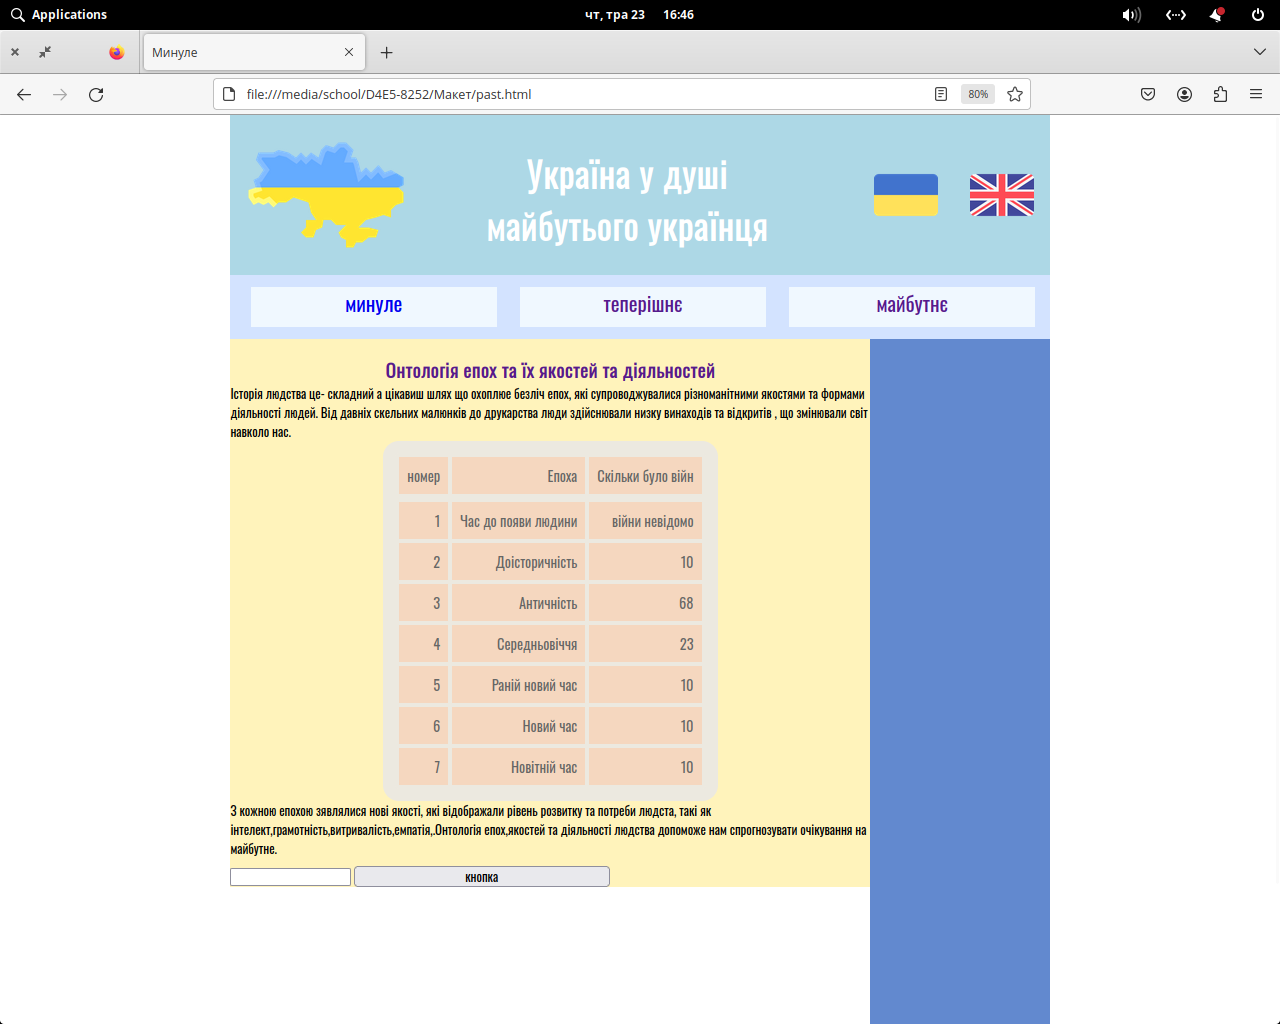 Applications
чт, тра 23 16:46
Минуле
file:///media/school/D4E5-8252/Макет/past.html
80%
Україна у душі
майбутього українця
минуле
теперішнє
майбутнє
Онтологія епох та їх якостей та діяльностей
Історія людства це- складний а цікавиш шлях що охоплює безліч епох, які супроводжувалися різноманітними якостями та формами
діяльності людей. Від давніх скельних малюнків до друкарства люди здійснювали низку винаходів та відкритів , що змінювали світ
навколо нас.
номер Епоха Скільки було війн
1 Час до появи людини війни невідомо
2 Доісторичність 10
3 Античність 68
4 Середньовіччя 23
5 Раній новий час 10
6 Новий час 10
7 Новітній час 10
З кожною епохою зявлялися нові якості, які відображали рівень розвитку та потреби людста, такі як
інтелект,грамотність,витривалість,емпатія,.Онтологія епох,якостей та діяльності людства допоможе нам спрогнозувати очікування на
майбутне.
кнопка